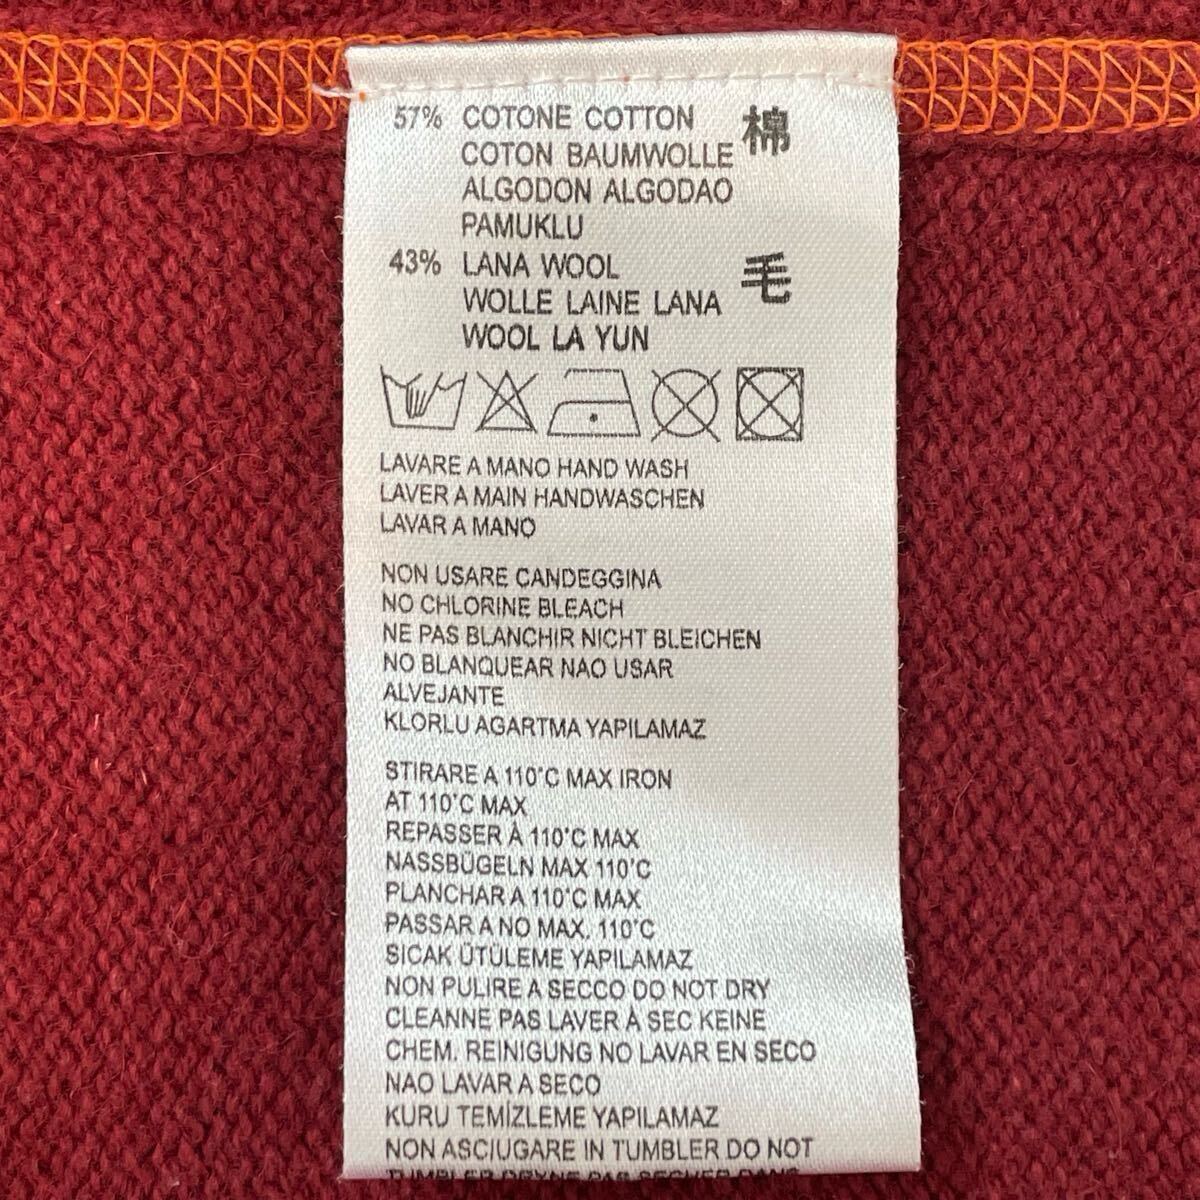 57% COTONE COTTON 棉
COTON BAUMWOLLE
ALGODON ALGODAO
PAMUKLU
43% LANA WOOL 毛
WOLLE LAINE LANA
WOOL LA YUN
LAVARE A MANO HAND WASH
LAVER A MAIN HANDWASCHEN
LAVAR A MANO
NON USARE CANDEGGINA
NO CHLORINE BLEACH
NE PAS BLANCHIR NICHT BLEICHEN
NO BLANQUEAR NAO USAR
ALVEJANTE
KLORLU AGARTMA YAPILAMAZ
STIRARE A 110°C MAX IRON
AT 110°C MAX
REPASSER À 110°C MAX
NASSBÜGELN MAX 110°C
PLANCHAR A 110°C MAX
PASSAR A NO MAX. 110°C
SICAK ÜTÜLEME YAPILAMAZ
NON PULIRE A SECCO DO NOT DRY
CLEANNE PAS LAVER À SEC KEINE
CHEM. REINIGUNG NO LAVAR EN SECO
NAO LAVAR A SECO
KURU TEMİZLEME YAPILAMAZ
NON ASCIUGARE IN TUMBLER DO NOT